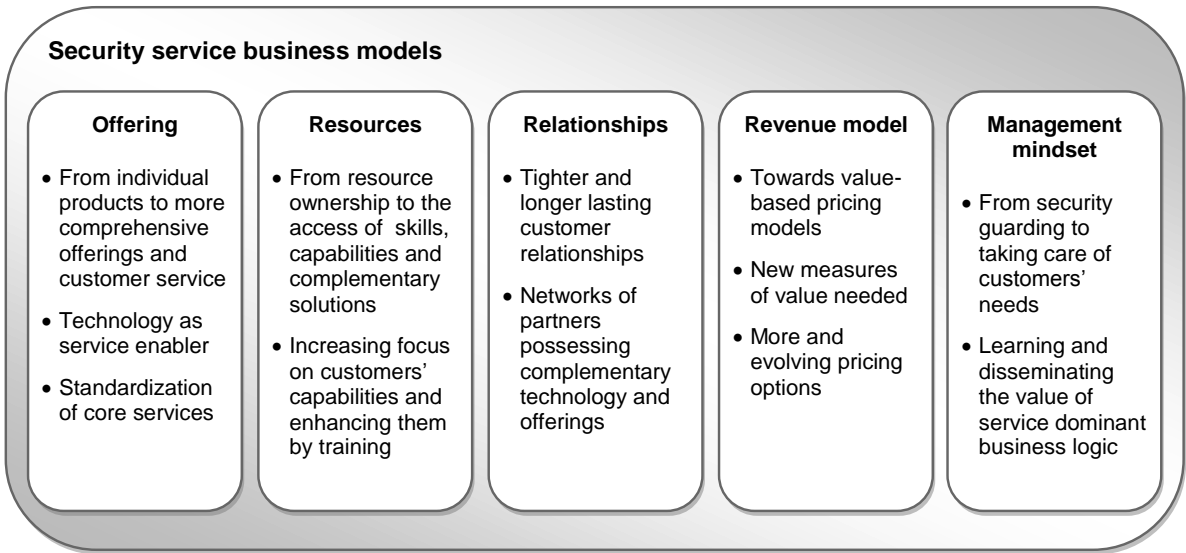 Security service business models
Offering
• From individual
products to more
comprehensive
offerings and
customer service
• Technology as
service enabler
• Standardization
of core services
Resources
• From resource
ownership to the
access of skills,
capabilities and
complementary
solutions
• Increasing focus
on customers’
capabilities and
enhancing them
by training
Relationships
• Tighter and
longer lasting
customer
relationships
• Networks of
partners
possessing
complementary
technology and
offerings
Revenue model
• Towards value-
based pricing
models
• New measures
of value needed
• More and
evolving pricing
options
Management
mindset
• From security
guarding to
taking care of
customers’
needs
• Learning and
disseminating
the value of
service dominant
business logic